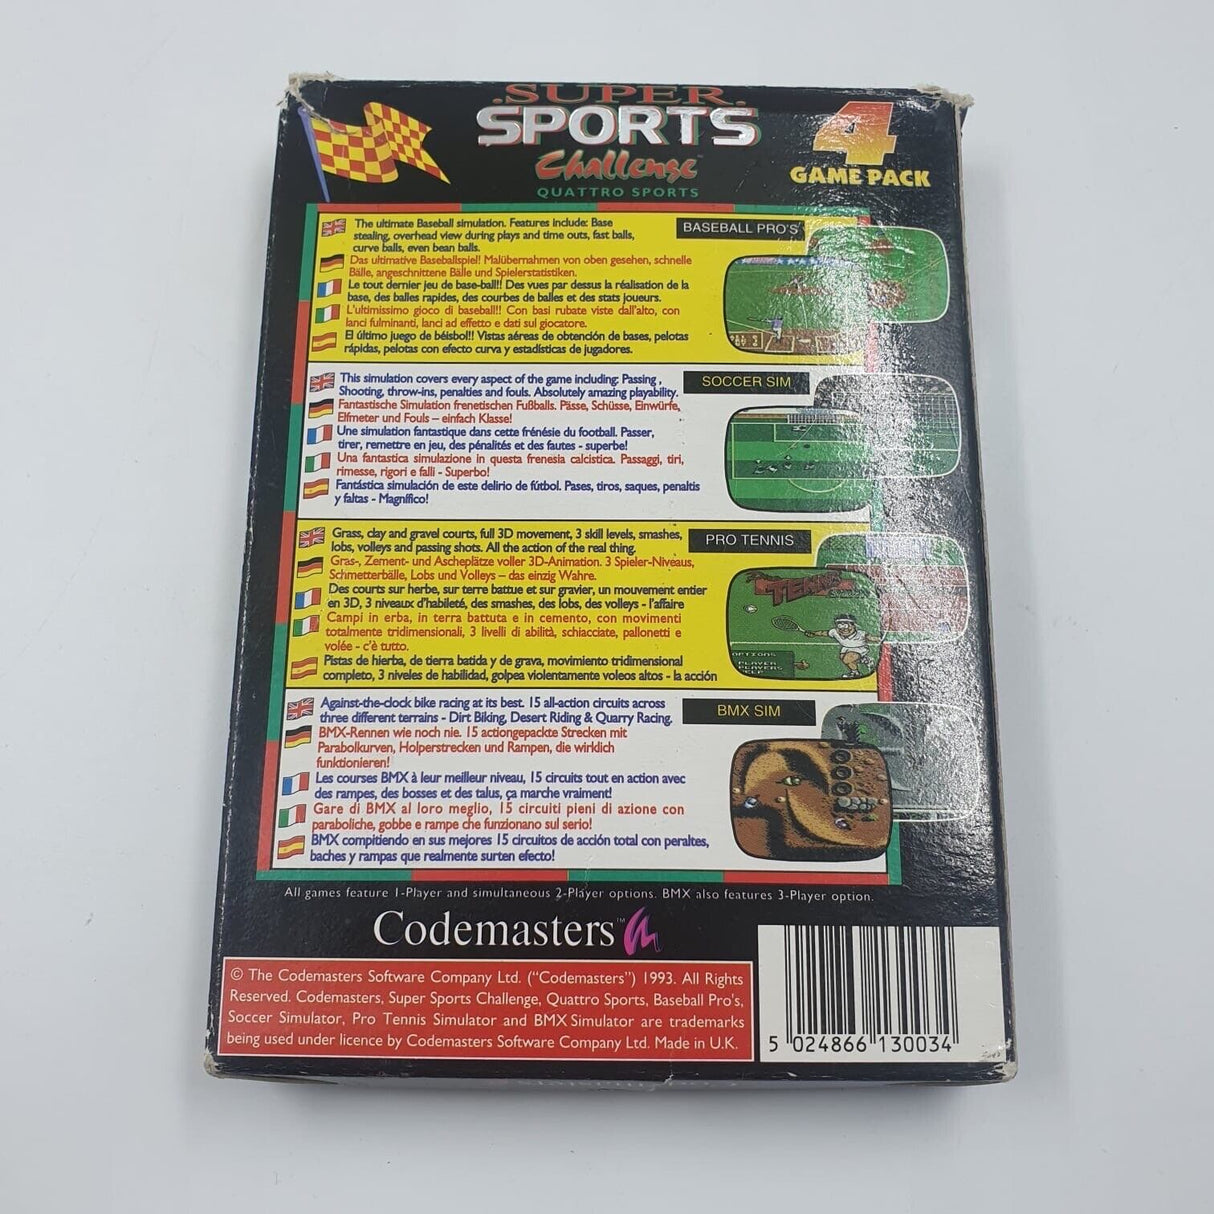 .SUPER.
SPORTS
Challenge™
QUATTRO SPORTS
4
GAME PACK
The ultimate Baseball simulation. Features include: Base
stealing, overhead view during plays and time outs, fast balls,
curve balls, even bean balls.
BASEBALL PRO'S
Das ultimative Baseballspiel! Malübernahmen von oben gesehen, schnelle
Bälle, angeschnittene Bälle und Spielerstatistiken.
Le tout dernier jeu de base-ball!! Des vues par dessus la réalisation de la
base, des balles rapides, des courbes de balles et des stats joueurs.
L'ultimissimo gioco di baseball!! Con basi rubate viste dall'alto, con
lanci fulminanti, lanci ad effetto e dati sul giocatore.
El último juego de béisbol!! Vistas aéreas de obtención de bases, pelotas
rápidas, pelotas con efecto curva y estadísticas de jugadores.
This simulation covers every aspect of the game including: Passing ,
Shooting, throw-ins, penalties and fouls. Absolutely amazing playability.
SOCCER SIM
Fantastische Simulation frenetischen Fußballs. Pässe, Schüsse, Einwürfe,
Elfmeter und Fouls – einfach Klasse!
Une simulation fantastique dans cette frénésie du football. Passer,
tirer, remettre en jeu, des pénalités et des fautes - superbe!
Una fantastica simulazione in questa frenesia calcistica. Passaggi, tiri,
rimesse, rigori e falli - Superbo!
Fantástica simulación de este delirio de fútbol. Pases, tiros, saques, penaltis
y faltas - Magnífico!
Grass, clay and gravel courts, full 3D movement, 3 skill levels, smashes,
lobs, volleys and passing shots. All the action of the real thing.
PRO TENNIS
Gras-, Zement- und Ascheplätze voller 3D-Animation. 3 Spieler-Niveaus,
Schmetterbälle, Lobs und Volleys – das einzig Wahre.
Des courts sur herbe, sur terre battue et sur gravier, un mouvement entier
en 3D, 3 niveaux d'habileté, des smashes, des lobs, des volleys - l'affaire
Campi in erba, in terra battuta e in cemento, con movimenti
totalmente tridimensionali, 3 livelli di abilità, schiacciate, pallonetti e
volée - c'è tutto.
Pistas de hierba, de tierra batida y de grava, movimiento tridimensional
completo, 3 niveles de habilidad, golpea violentamente voleos altos - la acción
TENNIS
OPTIONS
PLAYER
PLAYERS
Against-the-clock bike racing at its best. 15 all-action circuits across
three different terrains - Dirt Biking, Desert Riding & Quarry Racing.
BMX SIM
BMX-Rennen wie noch nie. 15 actiongepackte Strecken mit
Parabolkurven, Holperstrecken und Rampen, die wirklich
funktionieren!
Les courses BMX à leur meilleur niveau, 15 circuits tout en action avec
des rampes, des bosses et des talus, ça marche vraiment!
Gare di BMX al loro meglio, 15 circuiti pieni di azione con
paraboliche, gobbe e rampe che funzionano sul serio!
BMX compitiendo en sus mejores 15 circuitos de acción total con peraltes,
baches y rampas que realmente surten efecto!
All games feature 1-Player and simultaneous 2-Player options. BMX also features 3-Player option.
Codemasters™
© The Codemasters Software Company Ltd. ("Codemasters") 1993. All Rights
Reserved. Codemasters, Super Sports Challenge, Quattro Sports, Baseball Pro's,
Soccer Simulator, Pro Tennis Simulator and BMX Simulator are trademarks
being used under licence by Codemasters Software Company Ltd. Made in U.K.
5 024866 130034